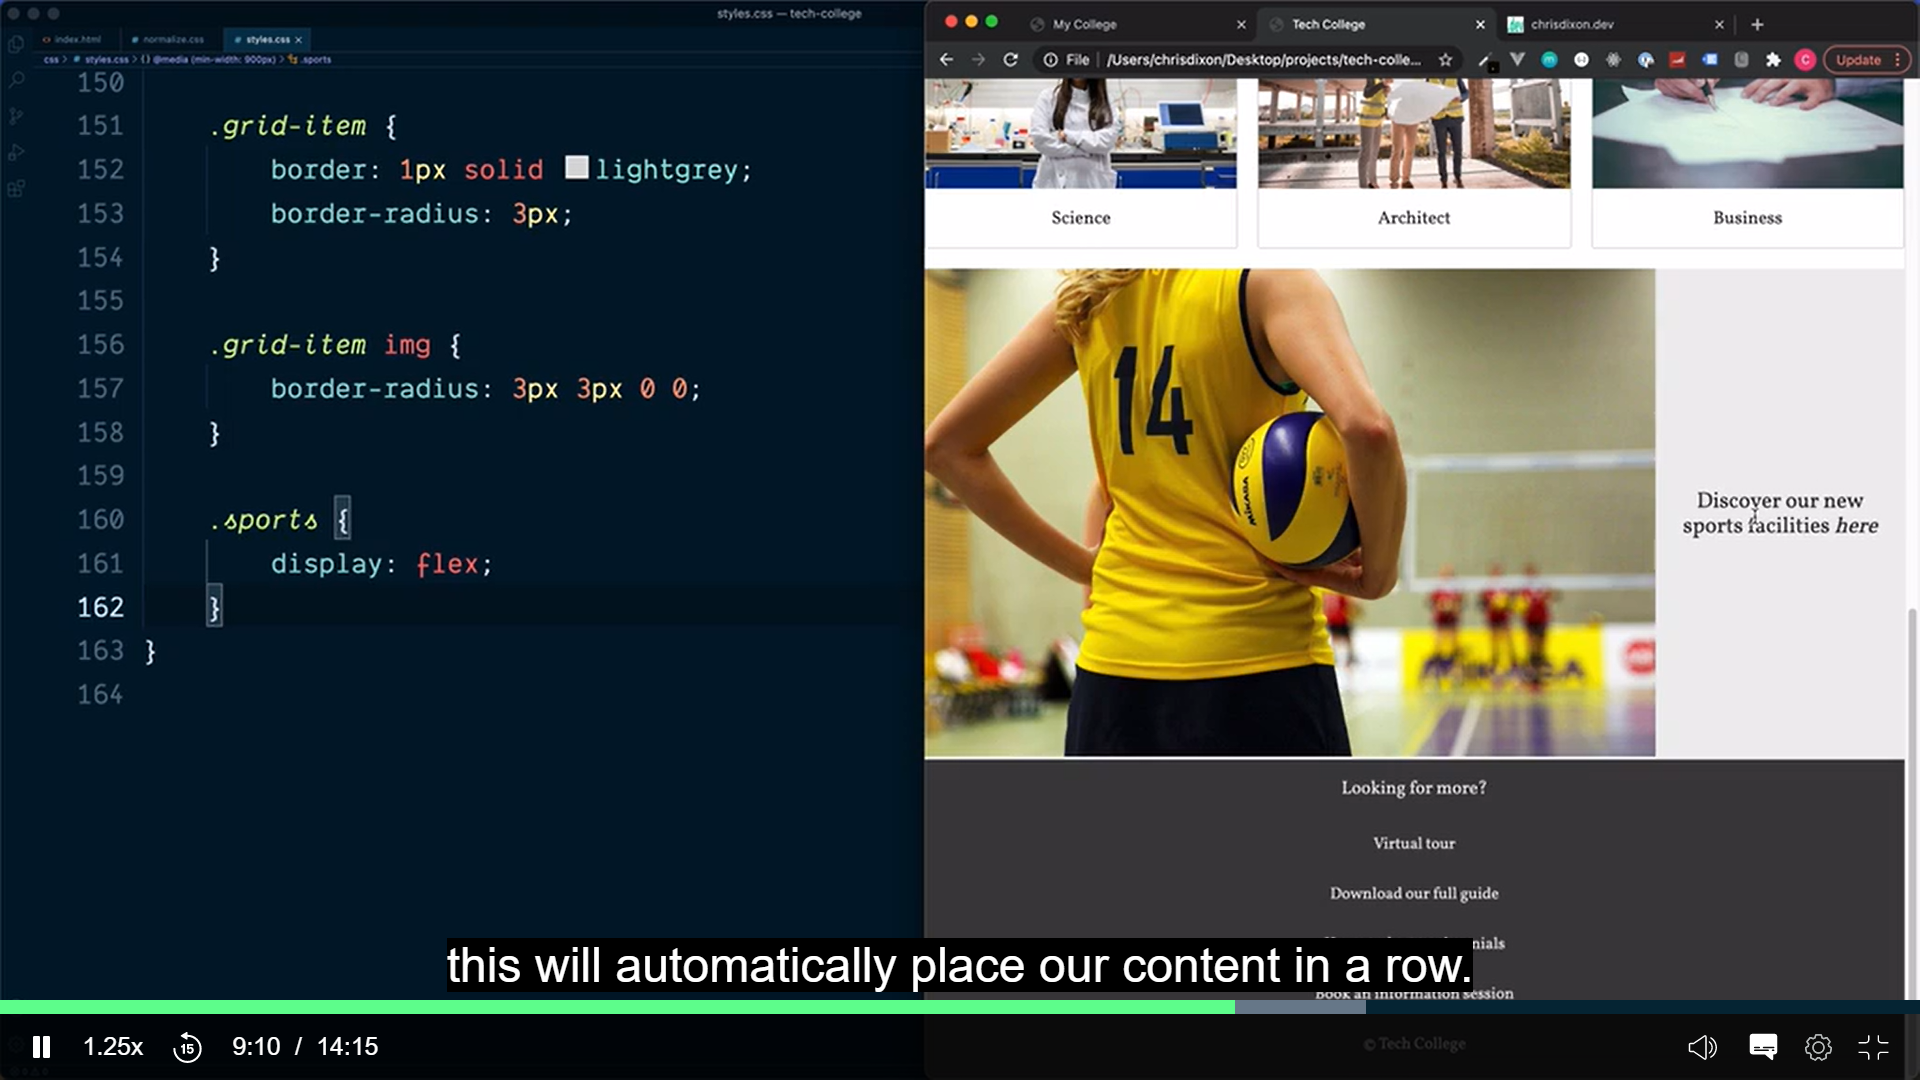 styles.css — tech-college
index.html
normalize.css
styles.css ×
css > # styles.css > {} @media (min-width: 900px) > .sports
150
151 .grid-item {
152 border: 1px solid lightgrey;
153 border-radius: 3px;
154 }
155
156 .grid-item img {
157 border-radius: 3px 3px 0 0;
158 }
159
160 .sports {
161 display: flex;
162 }
163 }
164
My College
Tech College
chrisdixon.dev
File | /Users/chrisdixon/Desktop/projects/tech-colle...
C
Update
Science
Architect
Business
14
MIKASA
Discover our new
sports facilities here
Looking for more?
Virtual tour
Download our full guide
Book an information session
© Tech College
this will automatically place our content in a row.
1.25x
15
9:10 / 14:15